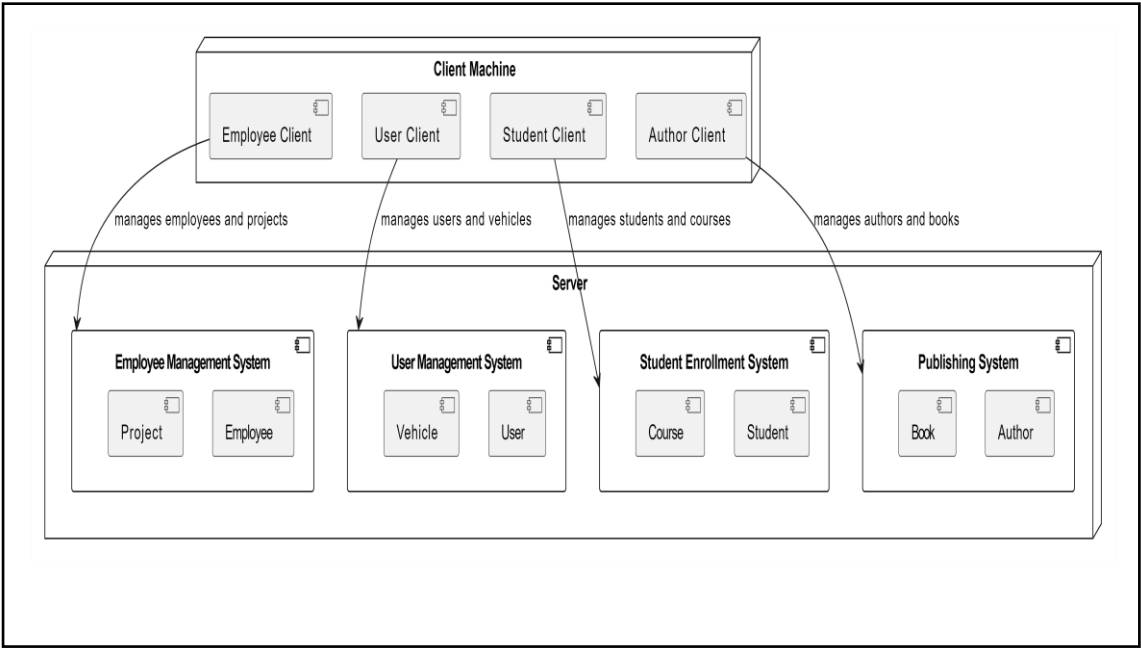 Client Machine
Employee Client
User Client
Student Client
Author Client
manages employees and projects
manages users and vehicles
manages students and courses
manages authors and books
Server
Employee Management System
User Management System
Student Enrollment System
Publishing System
Project
Employee
Vehicle
User
Course
Student
Book
Author